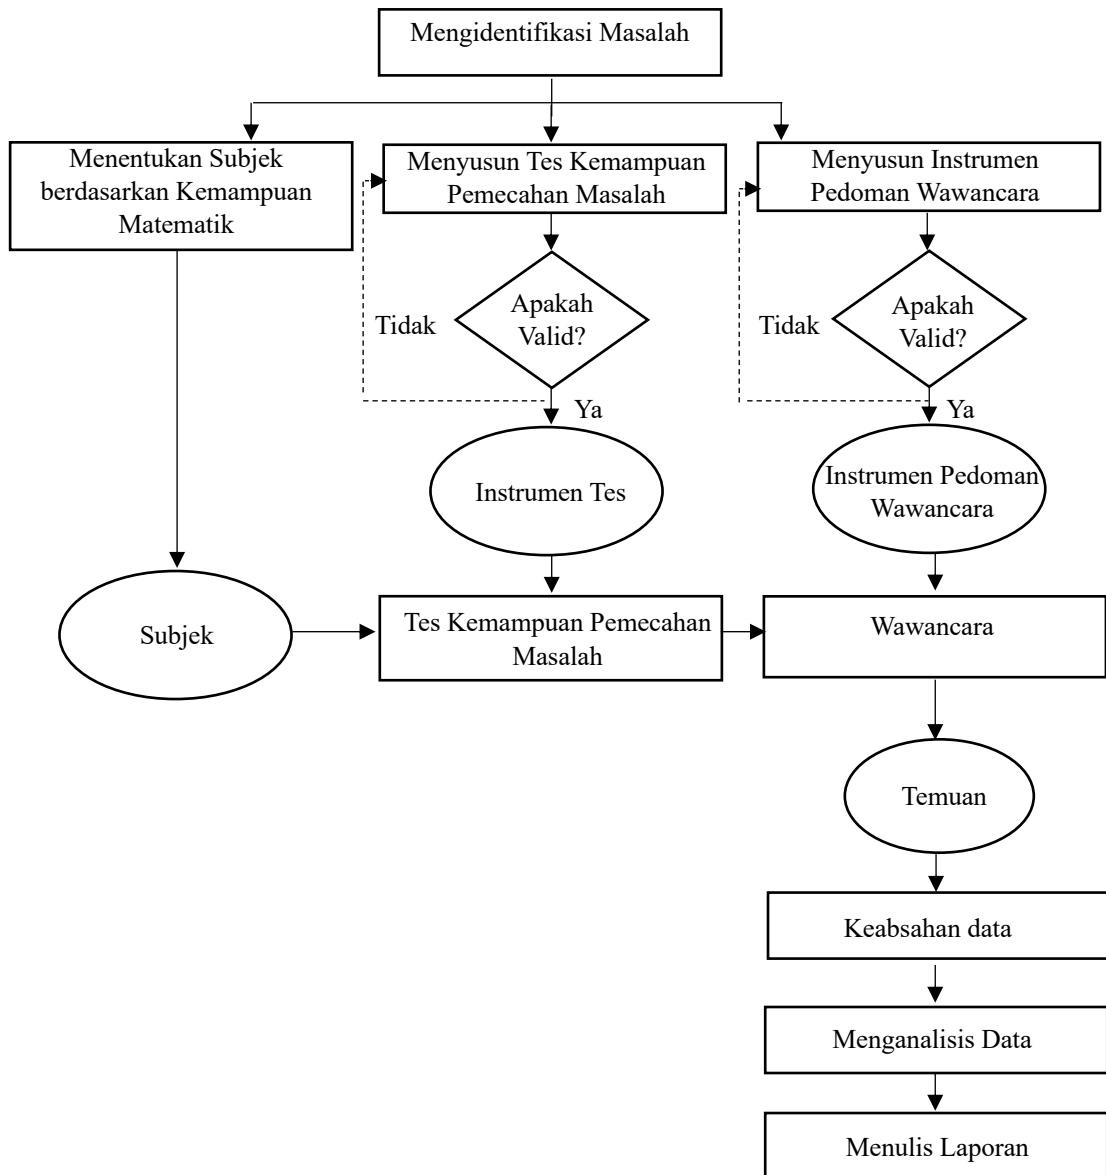 Mengidentifikasi Masalah
Menentukan Subjek
berdasarkan Kemampuan
Matematik
Menyusun Tes Kemampuan
Pemecahan Masalah
Menyusun Instrumen
Pedoman Wawancara
Tidak
Apakah
Valid?
Ya
Tidak
Apakah
Valid?
Ya
Instrumen Tes
Instrumen Pedoman
Wawancara
Subjek
Tes Kemampuan Pemecahan
Masalah
Wawancara
Temuan
Keabsahan data
Menganalisis Data
Menulis Laporan